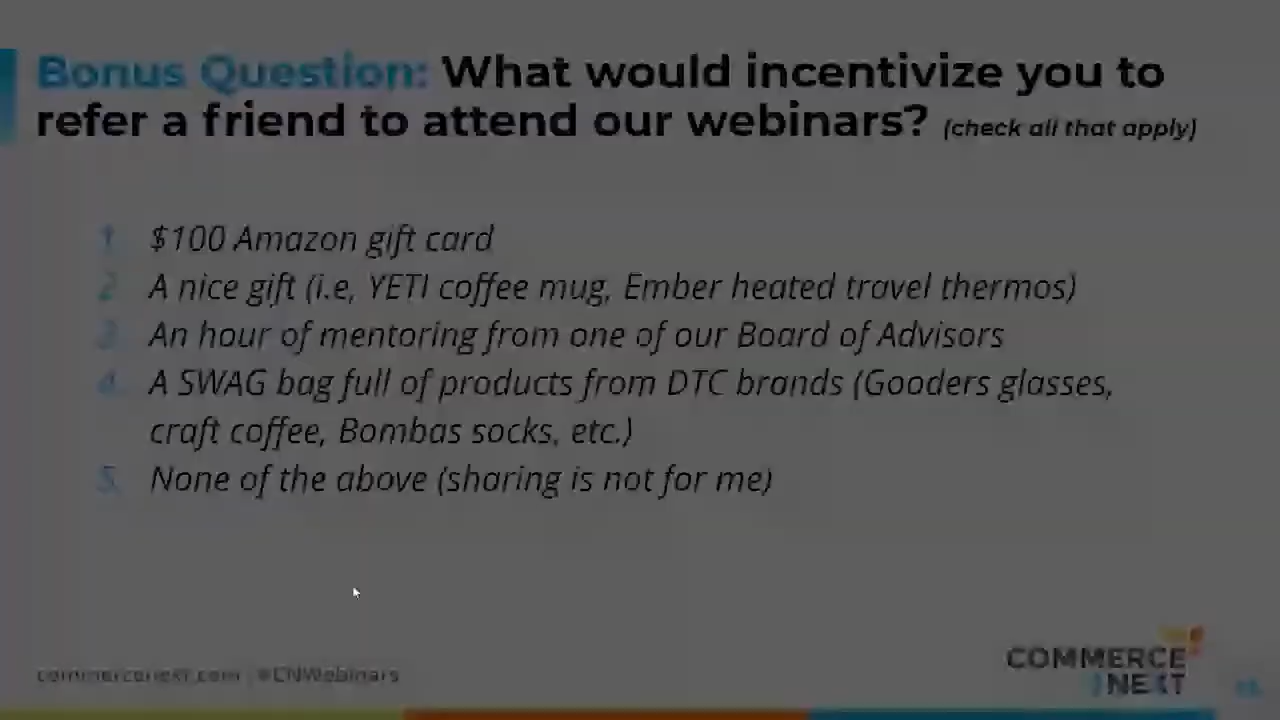 Bonus Question: What would incentivize you to
refer a friend to attend our webinars? (check all that apply)
1. $100 Amazon gift card
2. A nice gift (i.e, YETI coffee mug, Ember heated travel thermos)
3. An hour of mentoring from one of our Board of Advisors
4. A SWAG bag full of products from DTC brands (Gooders glasses,
craft coffee, Bombas socks, etc.)
5. None of the above (sharing is not for me)
commercenext.com | #CNWebinars
COMMERCE
NEXT